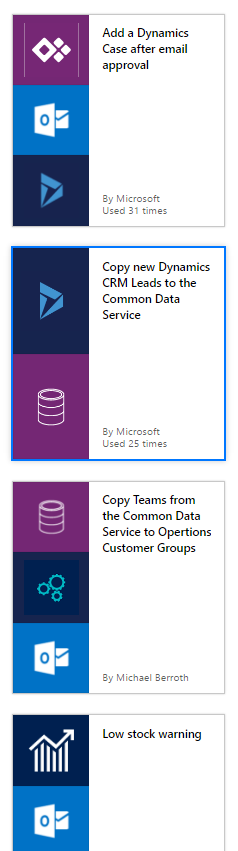 Add a Dynamics
Case after email
approval
By Microsoft
Used 31 times
Copy new Dynamics
CRM Leads to the
Common Data
Service
By Microsoft
Used 25 times
Copy Teams from
the Common Data
Service to Opertions
Customer Groups
By Michael Berroth
Low stock warning